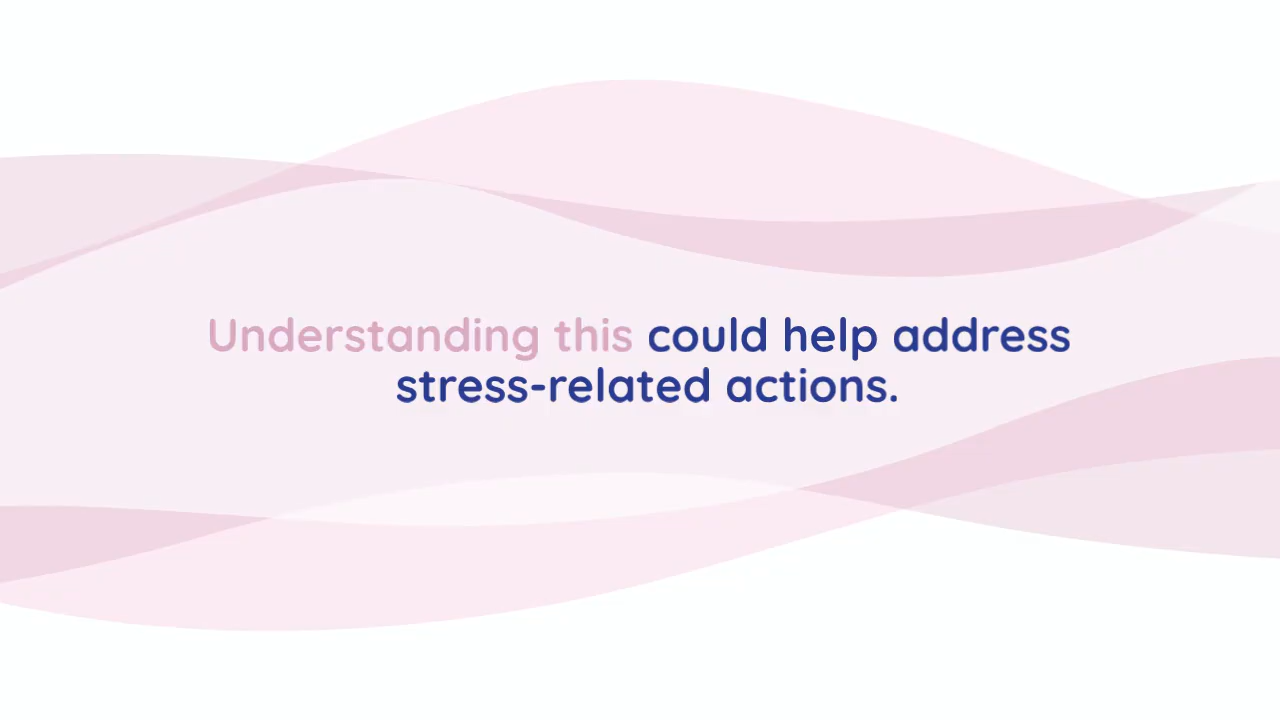 Understanding this could help address
stress-related actions.